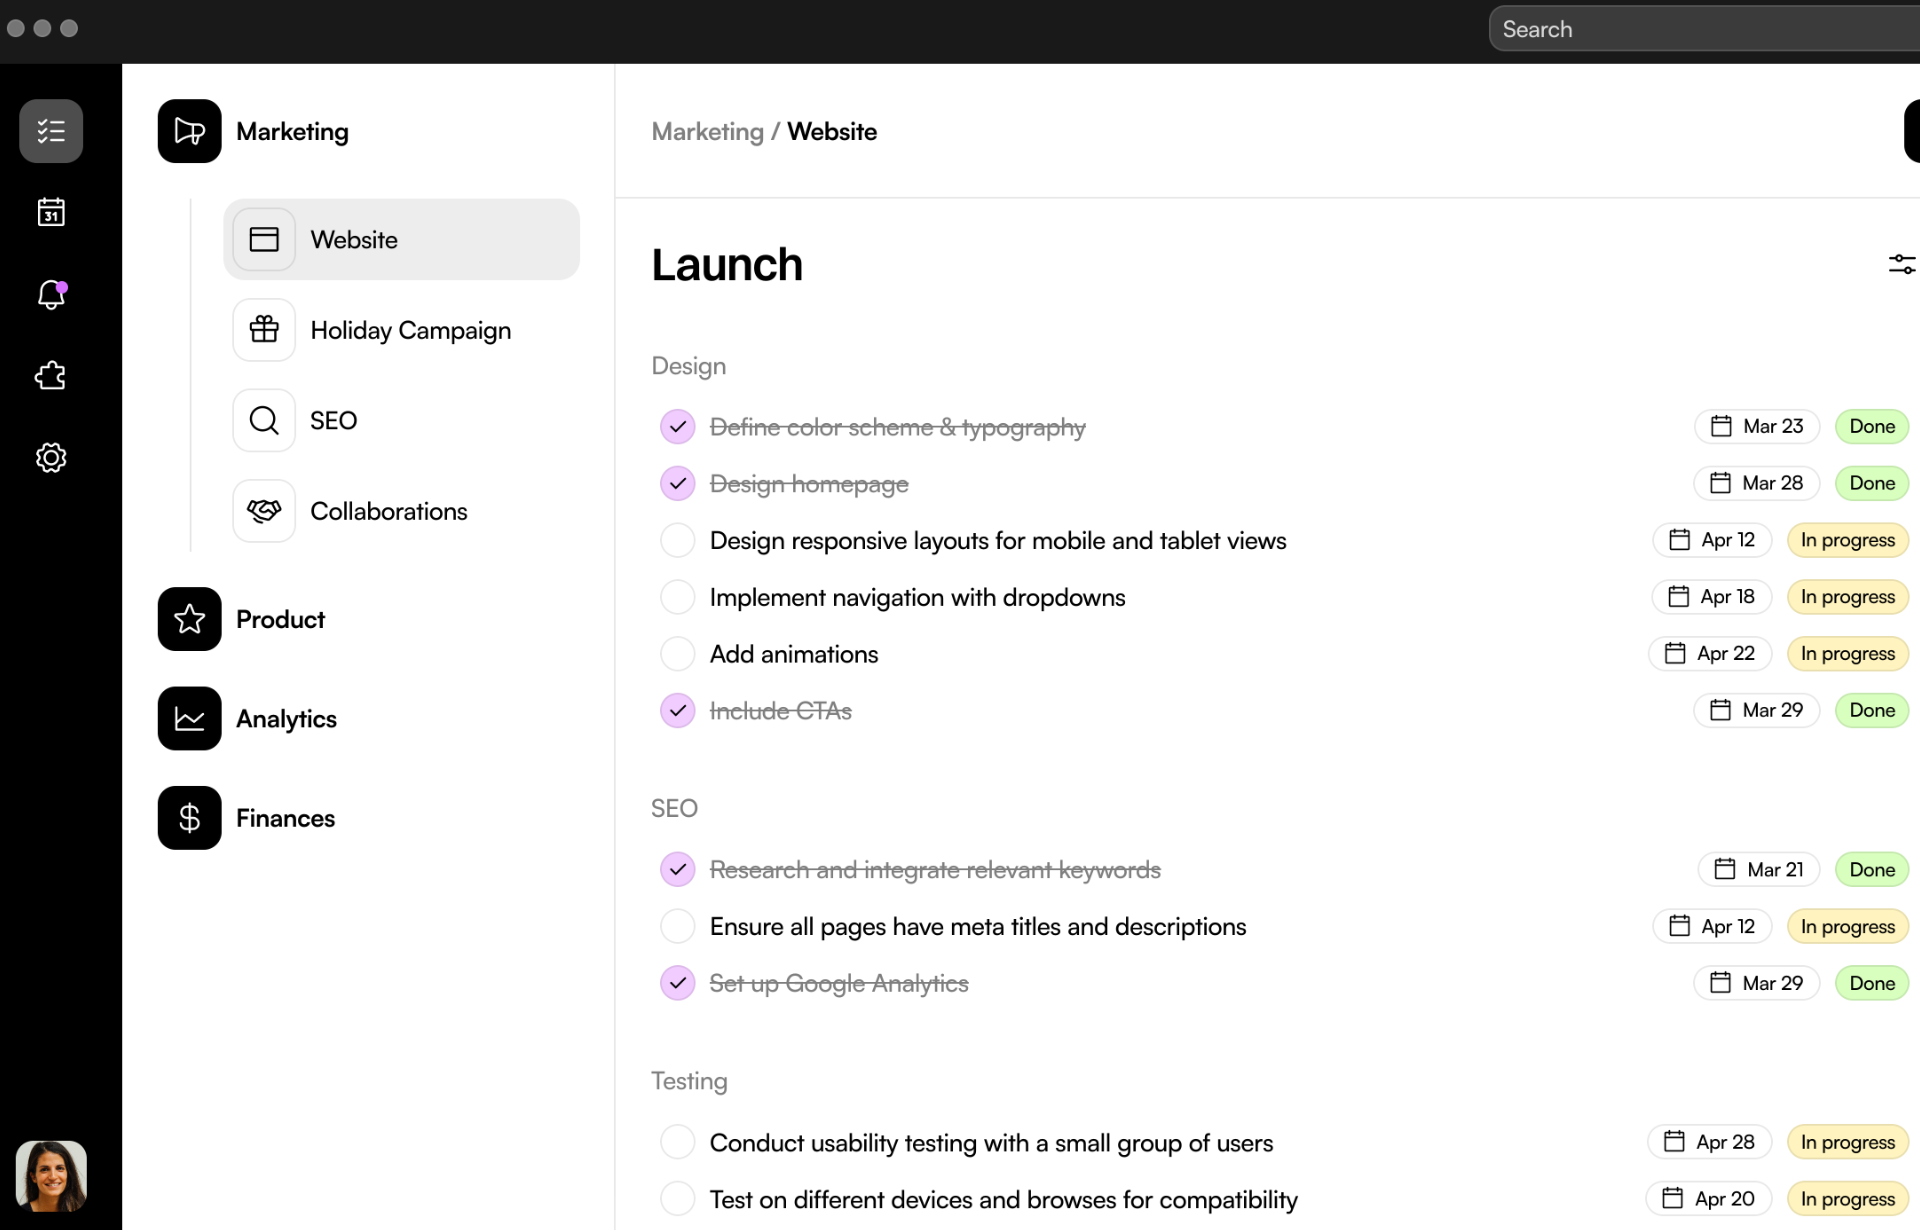 Search
31
Marketing
Website
Holiday Campaign
SEO
Collaborations
Product
Analytics
Finances
Marketing / Website
Launch
Design
Define color scheme & typography Mar 23 Done
Design homepage Mar 28 Done
Design responsive layouts for mobile and tablet views Apr 12 In progress
Implement navigation with dropdowns Apr 18 In progress
Add animations Apr 22 In progress
Include CTAs Mar 29 Done
SEO
Research and integrate relevant keywords Mar 21 Done
Ensure all pages have meta titles and descriptions Apr 12 In progress
Set up Google Analytics Mar 29 Done
Testing
Conduct usability testing with a small group of users Apr 28 In progress
Test on different devices and browses for compatibility Apr 20 In progress